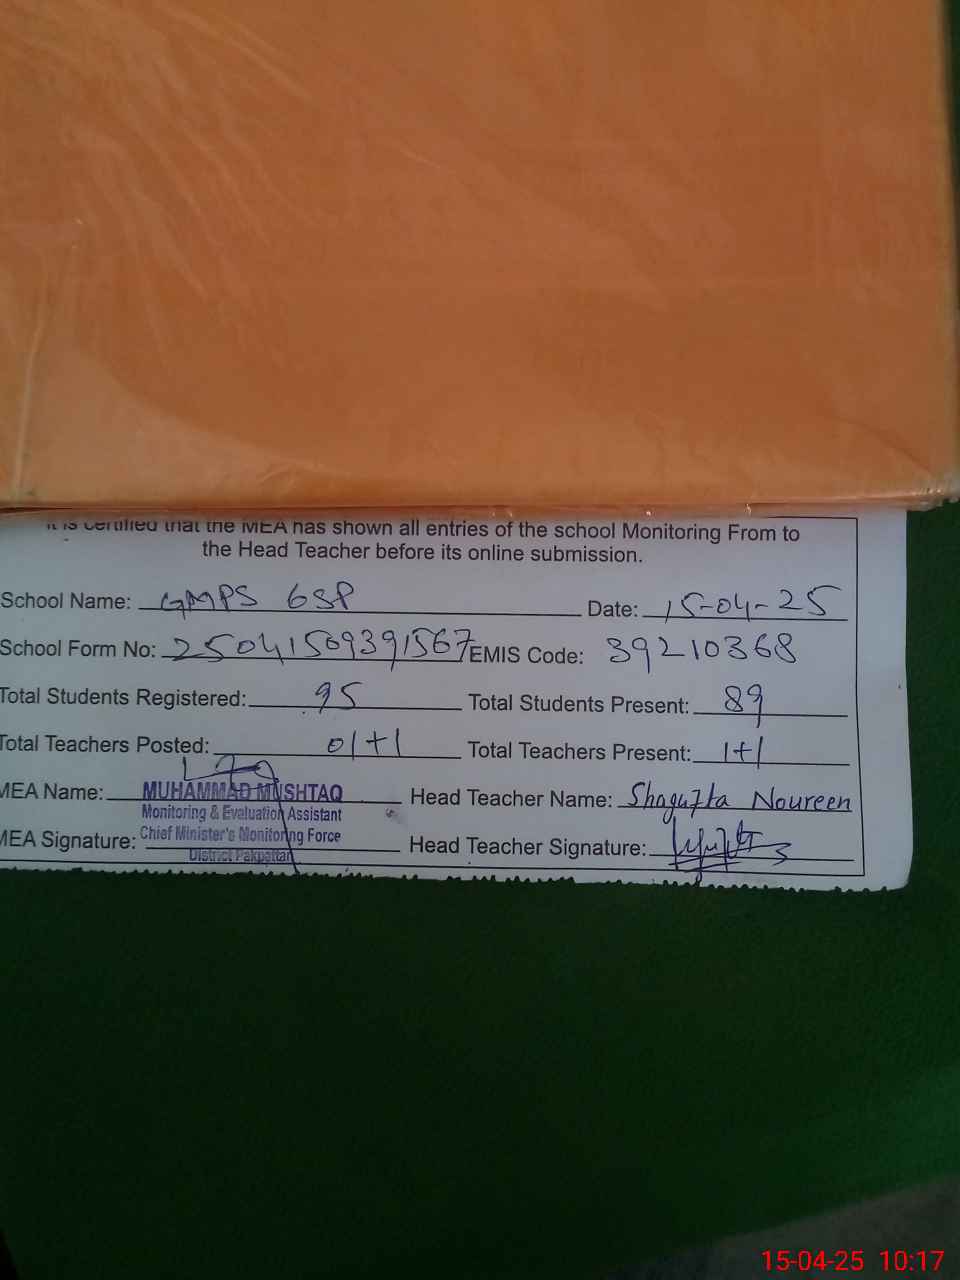 It is certified that the MEA has shown all entries of the school Monitoring From to
the Head Teacher before its online submission.
School Name: GMPS 6SP Date: 15-04-25
School Form No: 25041509391567 EMIS Code: 39210368
Total Students Registered: 95 Total Students Present: 89
Total Teachers Posted: 01+1 Total Teachers Present: 1+1
MEA Name: MUHAMMAD MUSHTAQ Head Teacher Name: Shagufta Noureen
Monitoring & Evaluation Assistant
MEA Signature: Chief Minister's Monitoring Force Head Teacher Signature:
District Pakpattan
15-04-25 10:17